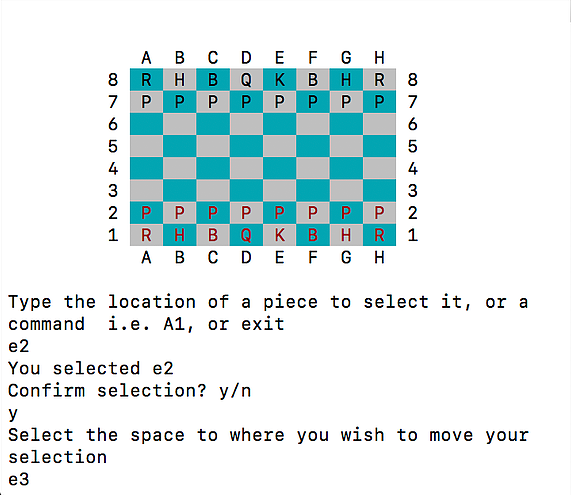 A B C D E F G H
8 R H B Q K B H R 8
7 P P P P P P P P 7
6 6
5 5
4 4
3 3
2 P P P P P P P P 2
1 R H B Q K B H R 1
A B C D E F G H
Type the location of a piece to select it, or a
command  i.e. A1, or exit
e2
You selected e2
Confirm selection? y/n
y
Select the space to where you wish to move your
selection
e3